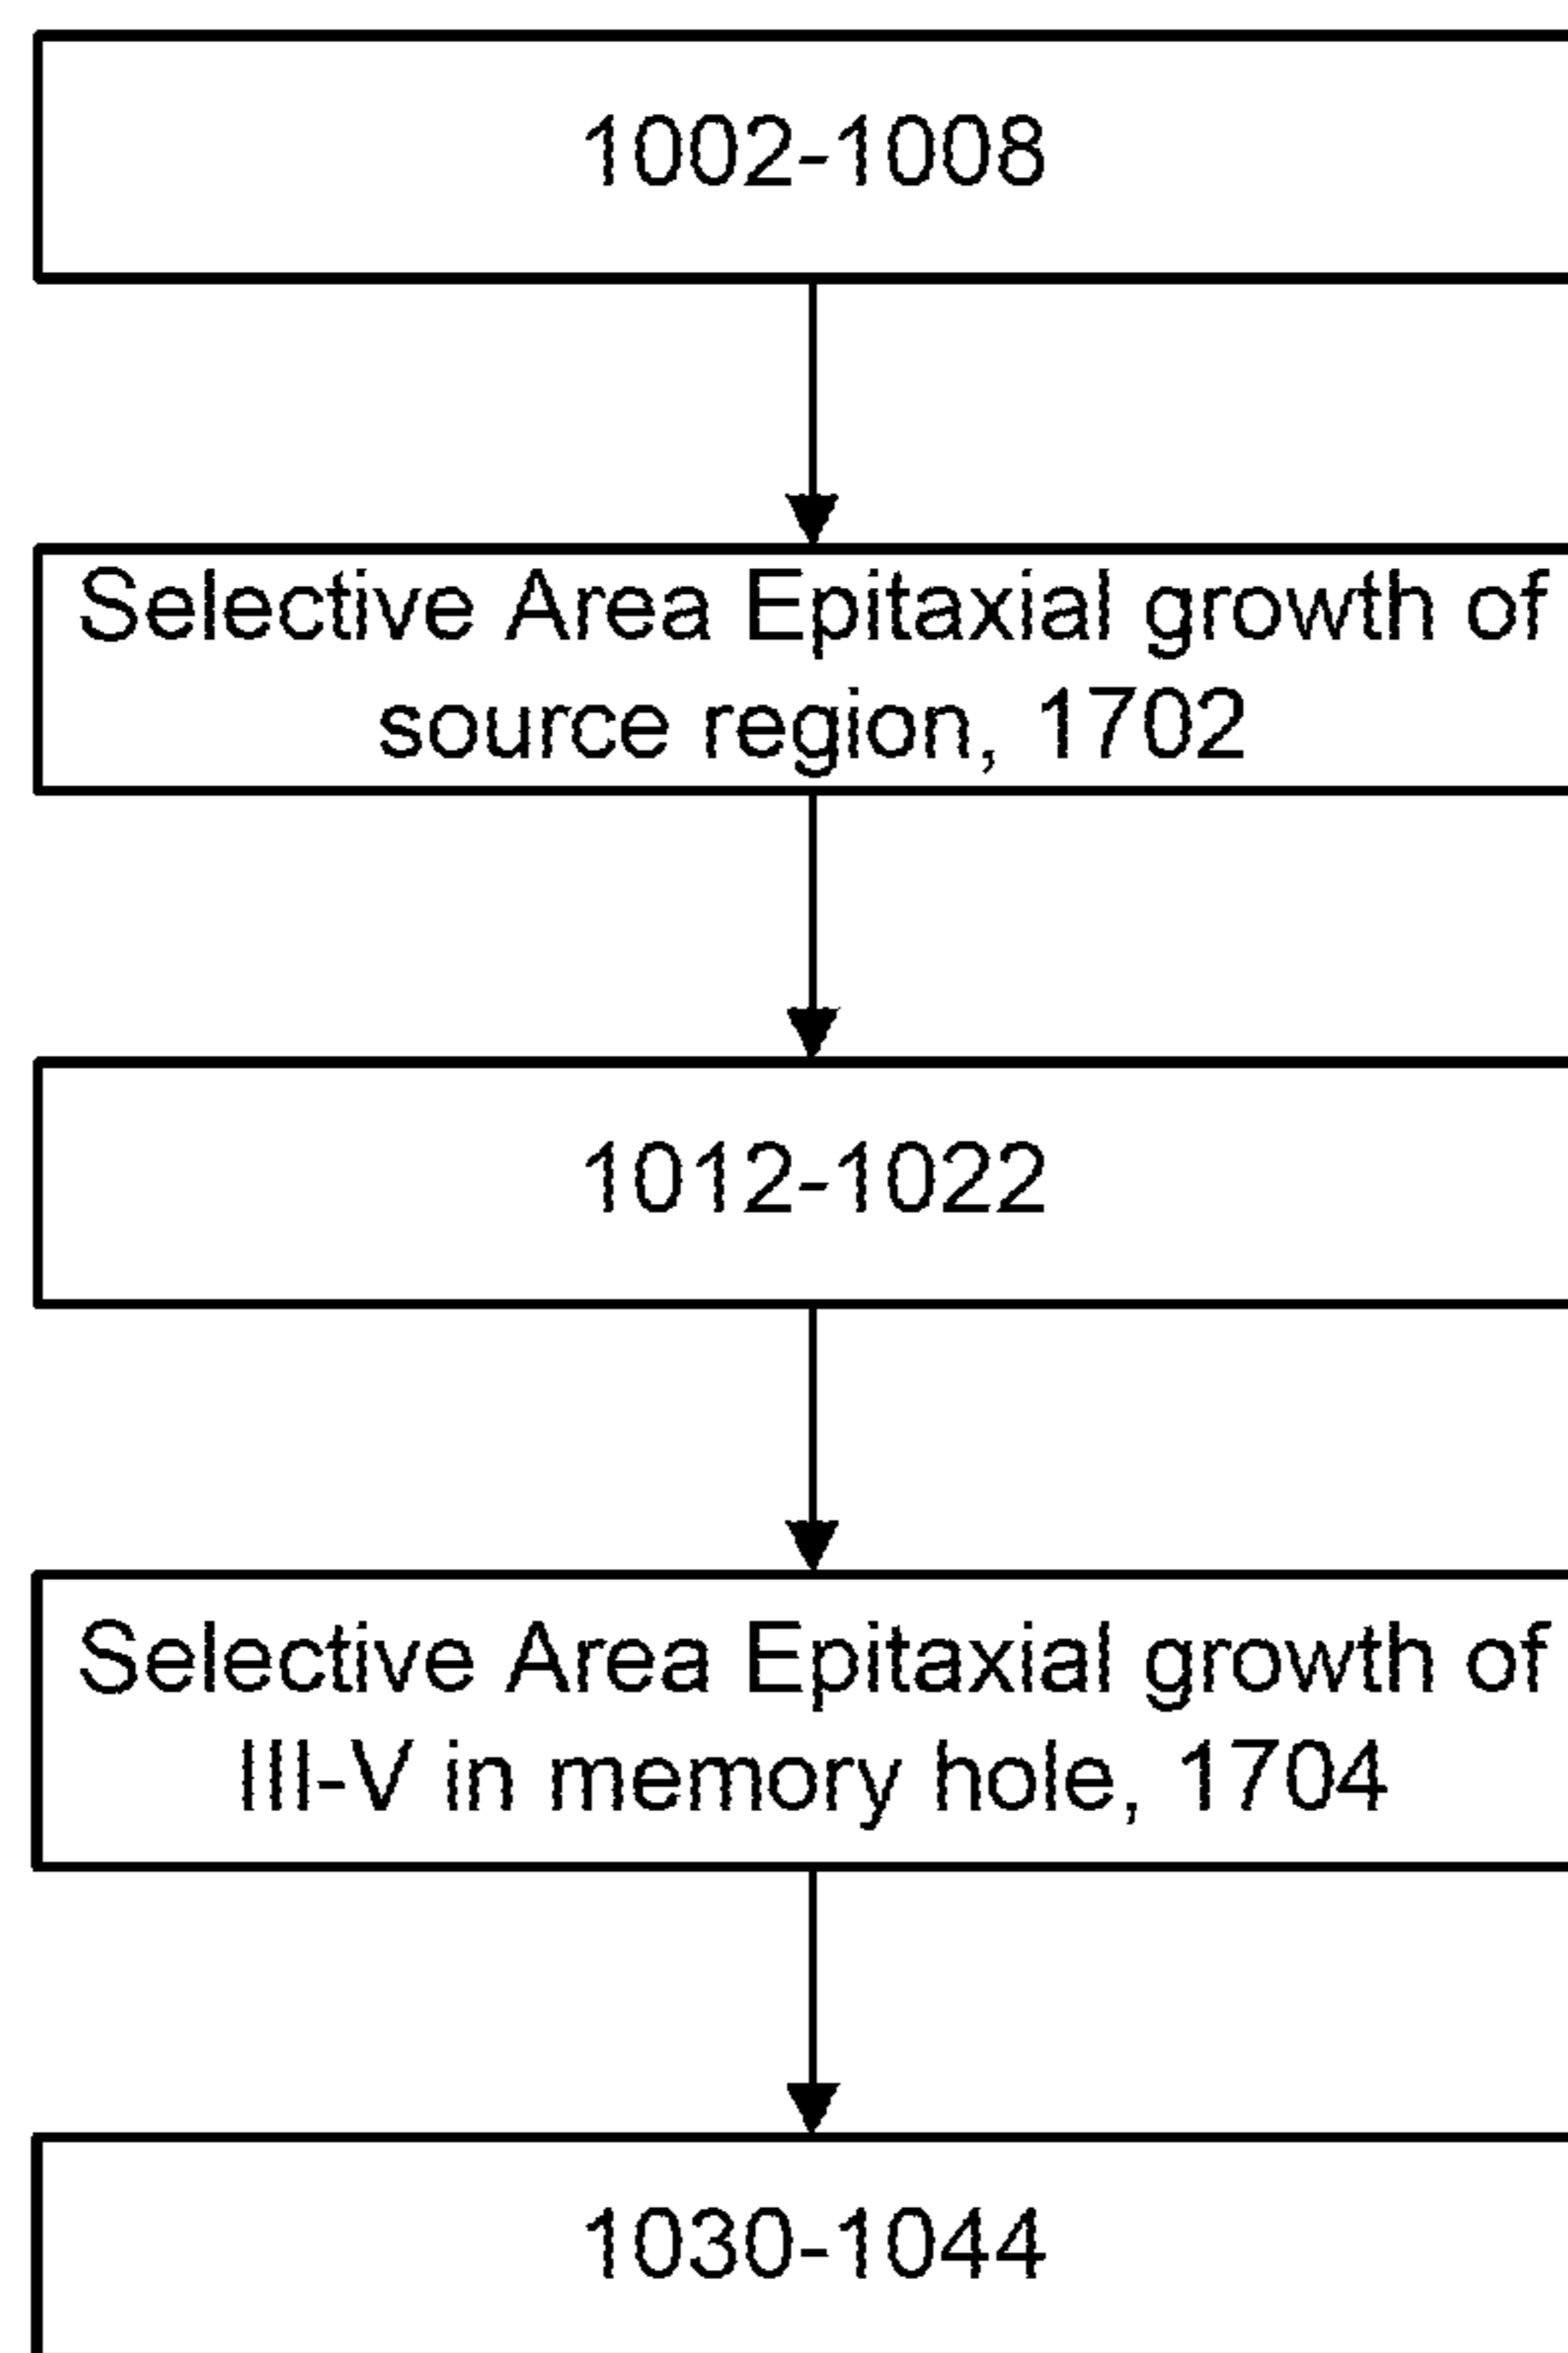 1002-1008
Selective Area Epitaxial growth of
source region, 1702
1012-1022
Selective Area Epitaxial growth of
III-V in memory hole, 1704
1030-1044